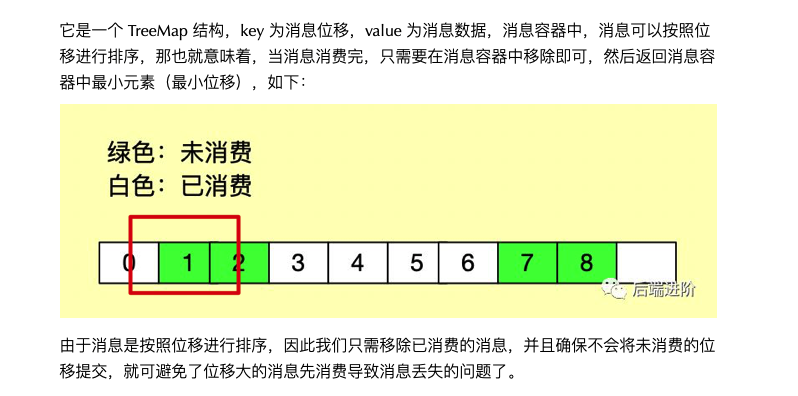 它是一个 TreeMap 结构，key 为消息位移，value 为消息数据，消息容器中，消息可以按照位
移进行排序，那也就意味着，当消息消费完，只需要在消息容器中移除即可，然后返回消息容
器中最小元素（最小位移），如下：
绿色：未消费
白色：已消费
0 1 2 3 4 5 6 7 8
后端进阶
由于消息是按照位移进行排序，因此我们只需移除已消费的消息，并且确保不会将未消费的位
移提交，就可避免了位移大的消息先消费导致消息丢失的问题了。